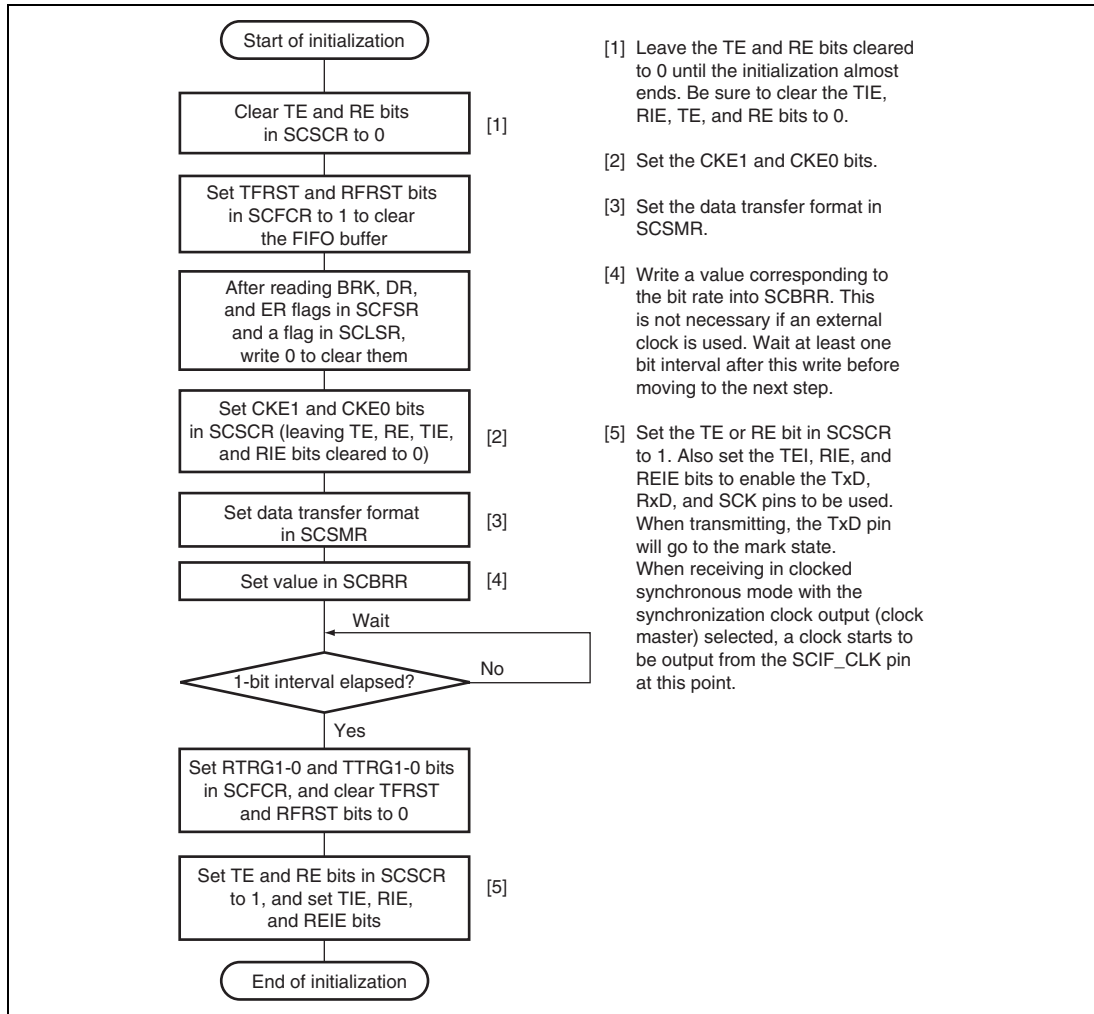 Start of initialization
Clear TE and RE bits
in SCSCR to 0
[1]
Set TFRST and RFRST bits
in SCFCR to 1 to clear
the FIFO buffer
After reading BRK, DR,
and ER flags in SCFSR
and a flag in SCLSR,
write 0 to clear them
Set CKE1 and CKE0 bits
in SCSCR (leaving TE, RE, TIE,
and RIE bits cleared to 0)
[2]
Set data transfer format
in SCSMR
[3]
Set value in SCBRR
[4]
Wait
1-bit interval elapsed?
No
Yes
Set RTRG1-0 and TTRG1-0 bits
in SCFCR, and clear TFRST
and RFRST bits to 0
Set TE and RE bits in SCSCR
to 1, and set TIE, RIE,
and REIE bits
[5]
End of initialization
[1] Leave the TE and RE bits cleared
to 0 until the initialization almost
ends. Be sure to clear the TIE,
RIE, TE, and RE bits to 0.
[2] Set the CKE1 and CKE0 bits.
[3] Set the data transfer format in
SCSMR.
[4] Write a value corresponding to
the bit rate into SCBRR. This
is not necessary if an external
clock is used. Wait at least one
bit interval after this write before
moving to the next step.
[5] Set the TE or RE bit in SCSCR
to 1. Also set the TEI, RIE, and
REIE bits to enable the TxD,
RxD, and SCK pins to be used.
When transmitting, the TxD pin
will go to the mark state.
When receiving in clocked
synchronous mode with the
synchronization clock output (clock
master) selected, a clock starts to
be output from the SCIF_CLK pin
at this point.